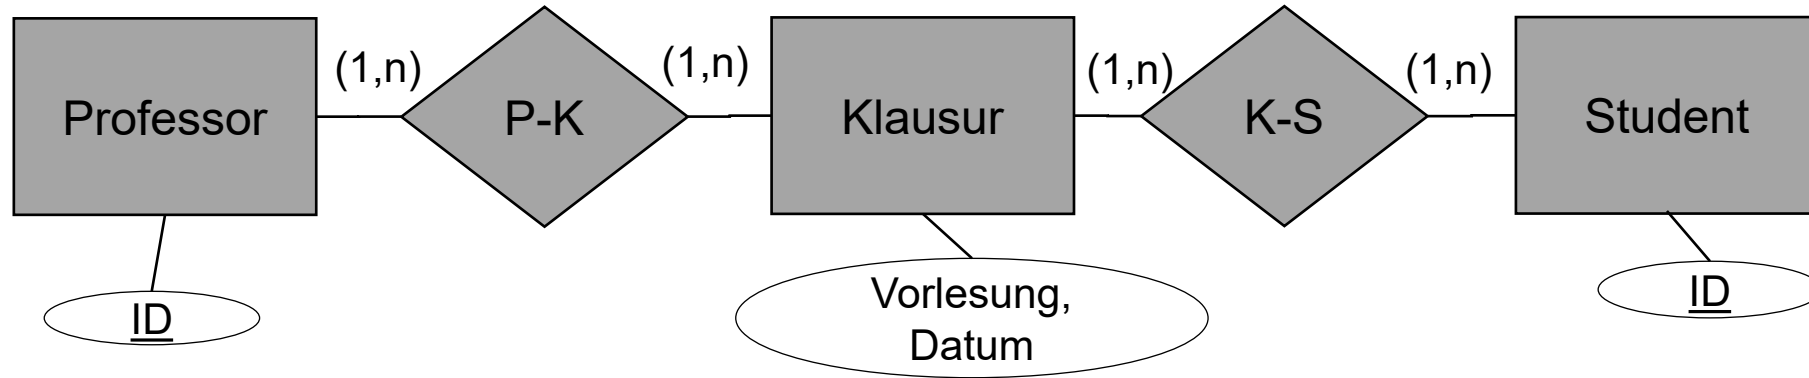 (1,n) (1,n) (1,n) (1,n)
Professor P-K Klausur K-S Student
ID Vorlesung, ID
Datum